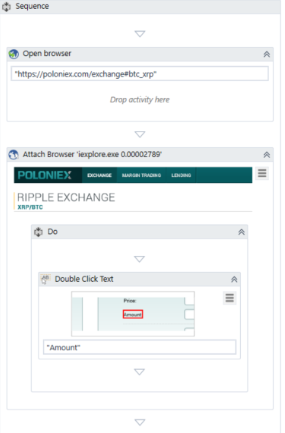 Sequence
Open browser
"https://poloniex.com/exchange#btc_xrp"
Drop activity here
Attach Browser 'iexplore.exe 0.00002789'
POLONIEX EXCHANGE MARGIN TRADING LENDING
RIPPLE EXCHANGE
XRP/BTC
Do
Double Click Text
Price
Amount
"Amount"